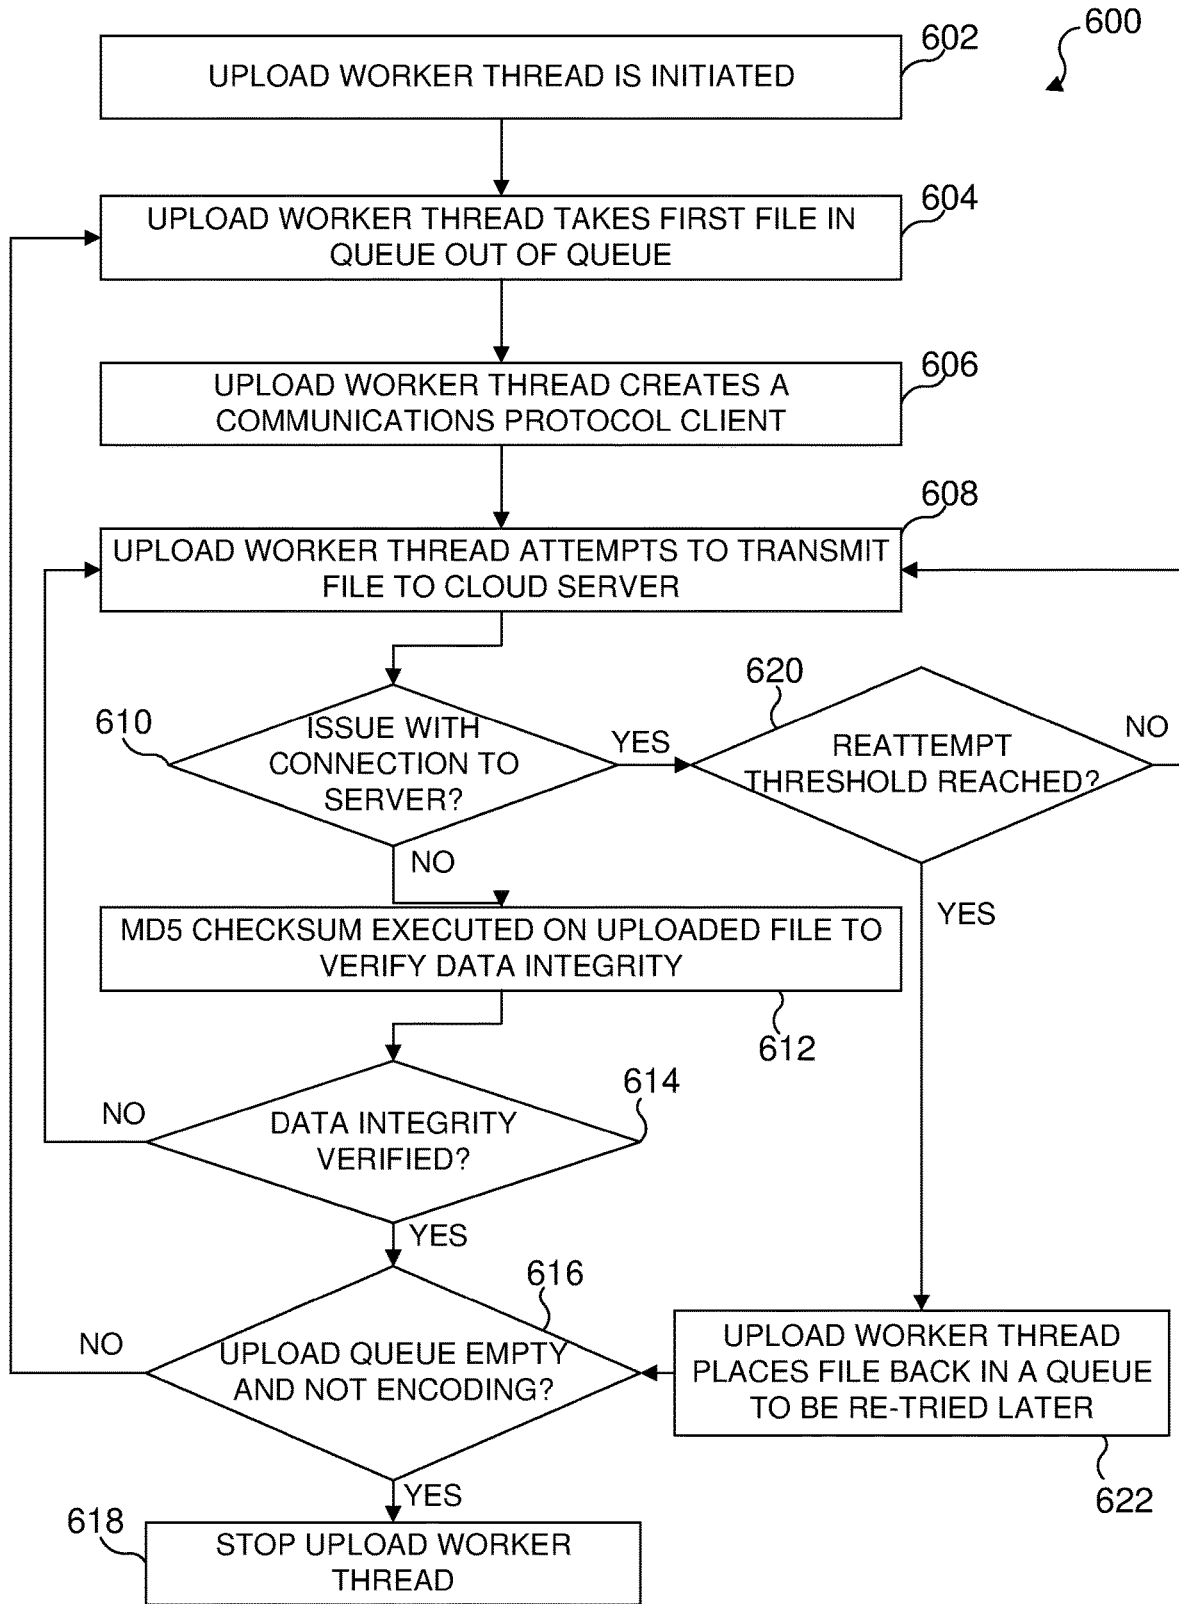 600
602
UPLOAD WORKER THREAD IS INITIATED
604
UPLOAD WORKER THREAD TAKES FIRST FILE IN
QUEUE OUT OF QUEUE
606
UPLOAD WORKER THREAD CREATES A
COMMUNICATIONS PROTOCOL CLIENT
608
UPLOAD WORKER THREAD ATTEMPTS TO TRANSMIT
FILE TO CLOUD SERVER
610
ISSUE WITH
CONNECTION TO
SERVER?
YES
620
REATTEMPT
THRESHOLD REACHED?
NO
NO
YES
MD5 CHECKSUM EXECUTED ON UPLOADED FILE TO
VERIFY DATA INTEGRITY
612
614
NO
DATA INTEGRITY
VERIFIED?
YES
616
NO
UPLOAD QUEUE EMPTY
AND NOT ENCODING?
UPLOAD WORKER THREAD
PLACES FILE BACK IN A QUEUE
TO BE RE-TRIED LATER
622
YES
618
STOP UPLOAD WORKER
THREAD